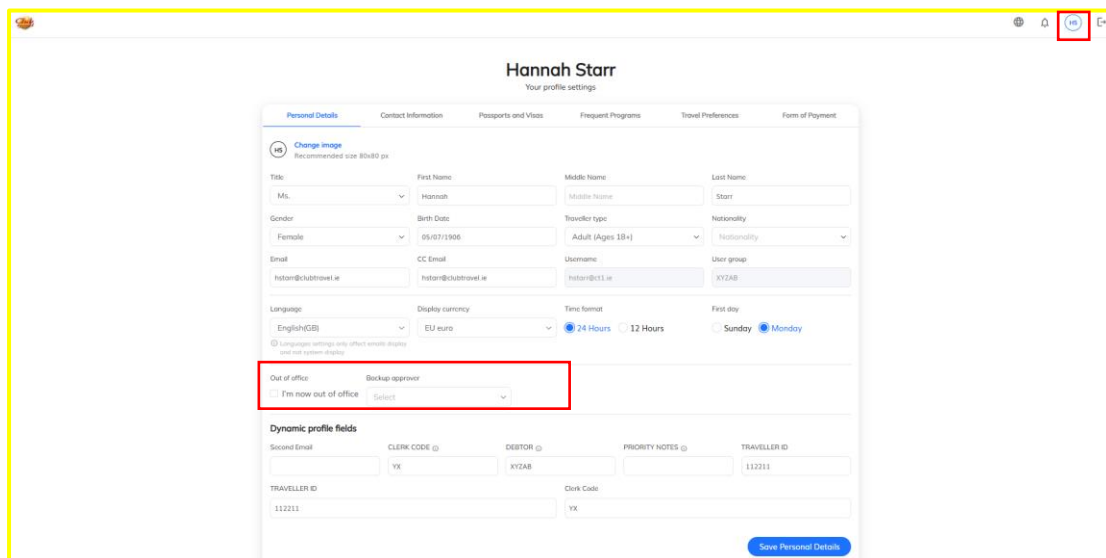 HS
Hannah Starr
Your profile settings
Personal Details Contact Information Passports and Visas Frequent Programs Travel Preferences Form of Payment
HS Change image
Recommended size 80x80 px
Title First Name Middle Name Last Name
Ms. Hannah Middle Name Starr
Gender Birth Date Traveller type Nationality
Female 05/07/1906 Adult (Ages 18+) Nationality
Email CC Email Username User group
hstarr@clubtravel.ie hstarr@clubtravel.ie hstarr@ct1.ie XYZAB
Language Display currency Time format First day
English(GB) EU euro 24 Hours 12 Hours Sunday Monday
Languages settings only affect emails display
and not system display
Out of office Backup approver
I'm now out of office Select
Dynamic profile fields
Second Email CLERK CODE DEBTOR PRIORITY NOTES TRAVELLER ID
YX XYZAB 112211
TRAVELLER ID Clerk Code
112211 YX
Save Personal Details